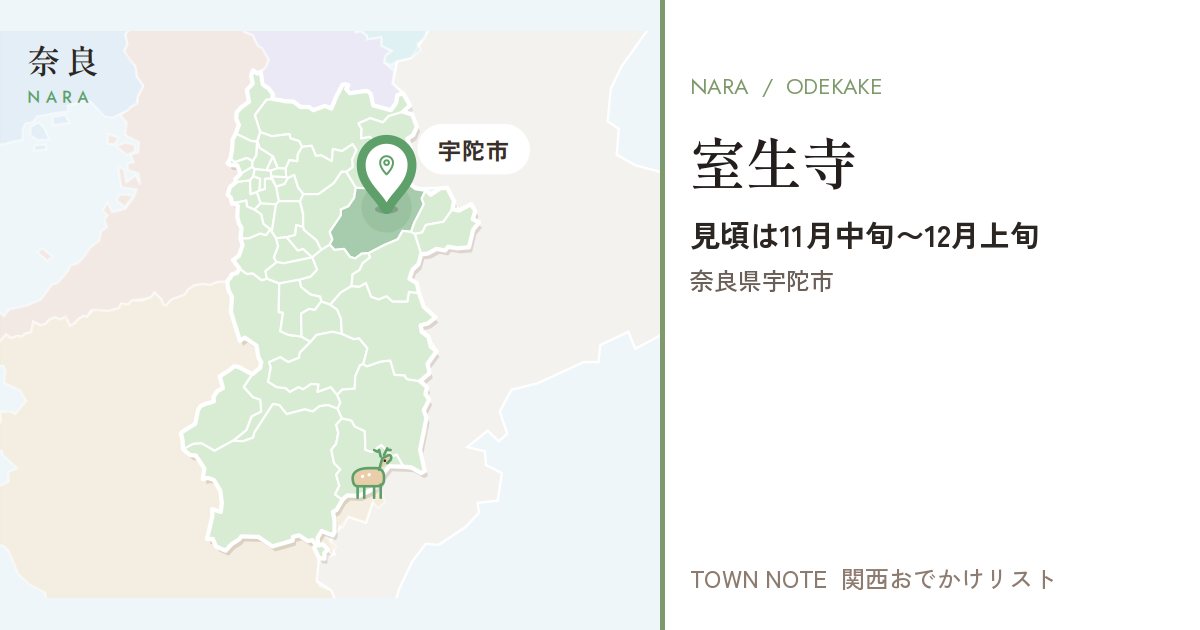 奈良
NARA
宇陀市
NARA / ODEKAKE
室生寺
見頃は11月中旬〜12月上旬
奈良県宇陀市
TOWN NOTE 関西おでかけリスト